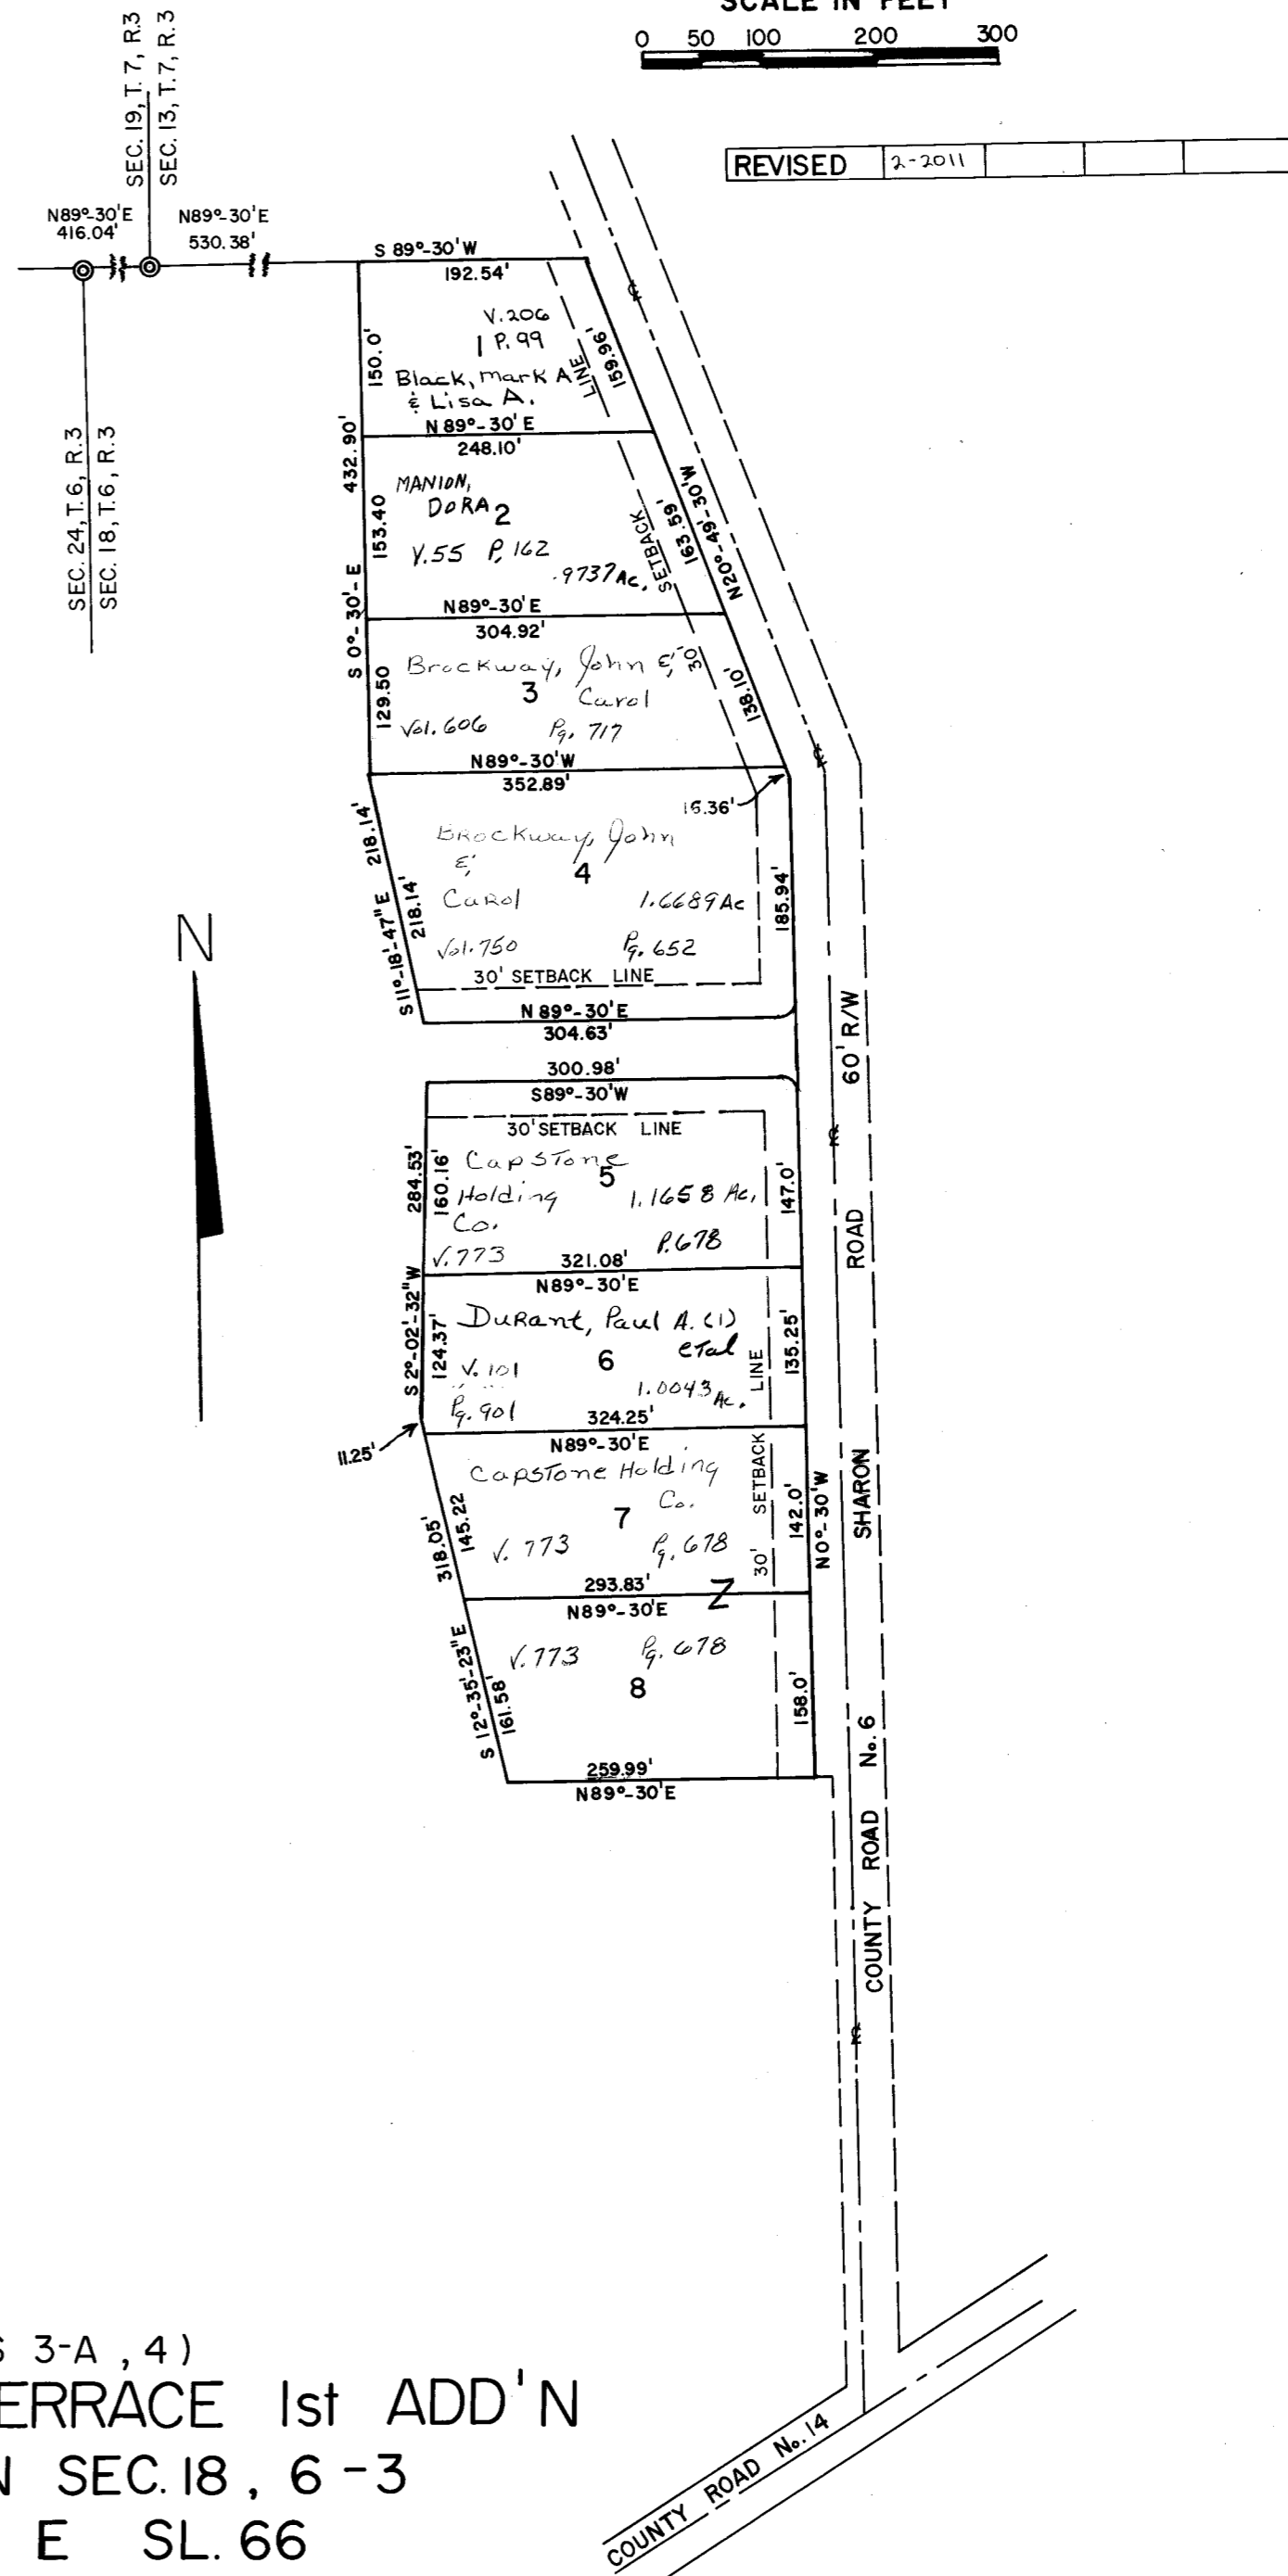 SCALE IN FEET
0 50 100 200 300
REVISED 2-2011
SEC. 19, T. 7, R. 3
SEC. 13, T. 7, R. 3
N89°-30'E
416.04'
N89°-30'E
530.38'
SEC. 24, T. 6, R. 3
SEC. 18, T. 6, R. 3
S 89°-30'W
192.54'
V. 206
1 P. 99
Black, Mark A
& Lisa A.
150.0'
159.96'
LINE
N 89°-30' E
248.10'
432.90'
S 0°-30'- E
MANION,
DORA 2
V.55 P. 162
.9737 Ac.
153.40
163.59'
N20°-49'-30"W
SETBACK
N89°-30'E
304.92'
Brockway, John &
3 Carol
Vol. 606 Pg. 717
129.50
30'
138.10'
N89°-30'W
352.89'
15.36'
Brockway, John
&
4
Carol 1.6689 Ac
Vol. 750 Pg. 652
218.14'
218.14'
S 11°-18'-47" E
185.94'
30' SETBACK LINE
N 89°-30'E
304.63'
N
60' R/W
300.98'
S89°-30'W
30' SETBACK LINE
Capstone
5
Holding 1.1658 Ac.
Co.
V. 773 P. 678
284.53'
160.16'
147.0'
321.08'
N89°-30'E
Durant, Paul A. (1)
etal
6
V. 101
1.0043 Ac.
Pg. 901
S 2°-02'-32" W
124.37'
135.25'
LINE
324.25'
N89°-30'E
11.25'
Capstone Holding
Co.
7
V. 773 Pg. 678
318.05'
145.22
30' SETBACK
142.0'
N0°-30'W
293.83'
N89°-30'E
Z
V. 773 Pg. 678
8
S 12°-35'-23" E
161.58'
158.0'
259.99'
N89°-30'E
SHARON ROAD
COUNTY ROAD No. 6
COUNTY ROAD No. 14
3-A , 4 )
ERRACE 1st ADD'N
N SEC. 18 , 6 - 3
E SL. 66